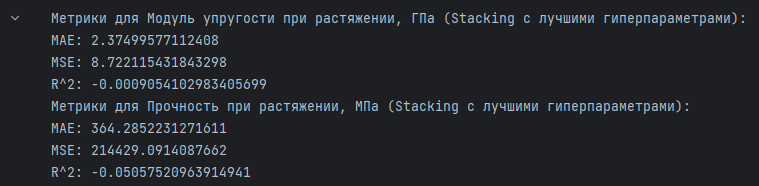 Метрики для Модуль упругости при растяжении, ГПа (Stacking с лучшими гиперпараметрами):
MAE: 2.37499577112408
MSE: 8.722115431843298
R^2: -0.0009054102983405699
Метрики для Прочность при растяжении, МПа (Stacking с лучшими гиперпараметрами):
MAE: 364.2852231271611
MSE: 214429.0914087662
R^2: -0.05057520963914941